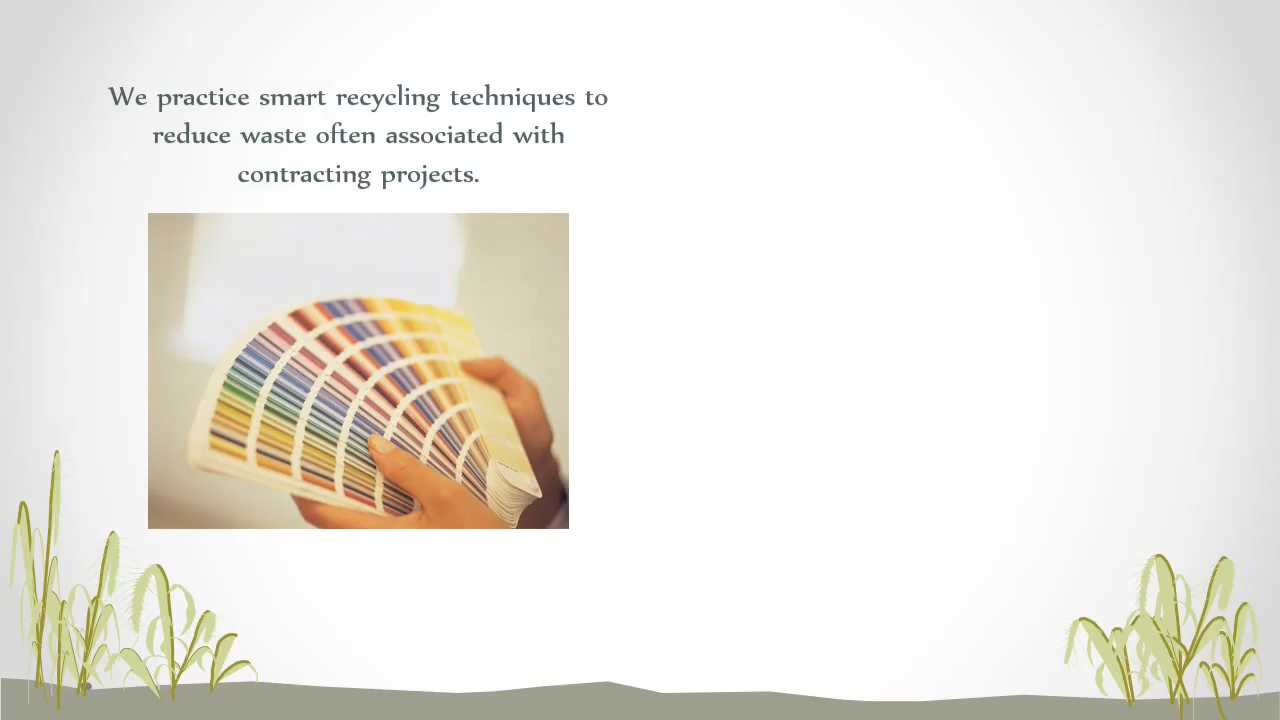 We practice smart recycling techniques to
reduce waste often associated with
contracting projects.